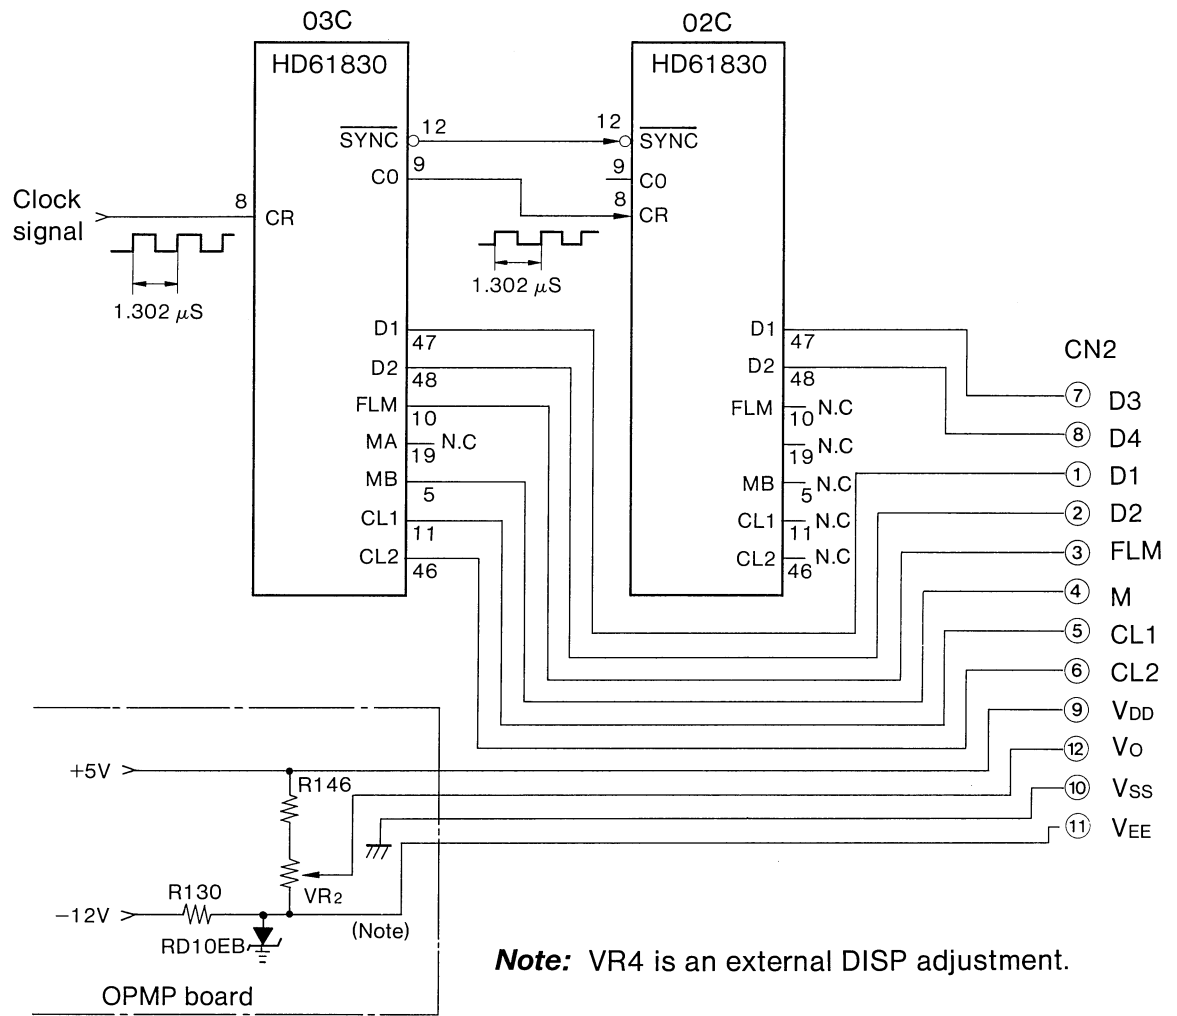 03C
02C
HD61830
HD61830
SYNC
12
12
SYNC
C0
9
9
C0
Clock
signal
8
CR
8
CR
1.302 μS
1.302 μS
D1
47
D2
48
FLM
10
MA
19
N.C
MB
5
CL1
11
CL2
46
D1
47
D2
48
FLM
10
N.C
19
N.C
MB
5
N.C
CL1
11
N.C
CL2
46
N.C
CN2
7 D3
8 D4
1 D1
2 D2
3 FLM
4 M
5 CL1
6 CL2
9 VDD
12 VO
10 VSS
11 VEE
+5V
R146
VR2
R130
−12V
RD10EB
(Note)
OPMP board
Note: VR4 is an external DISP adjustment.